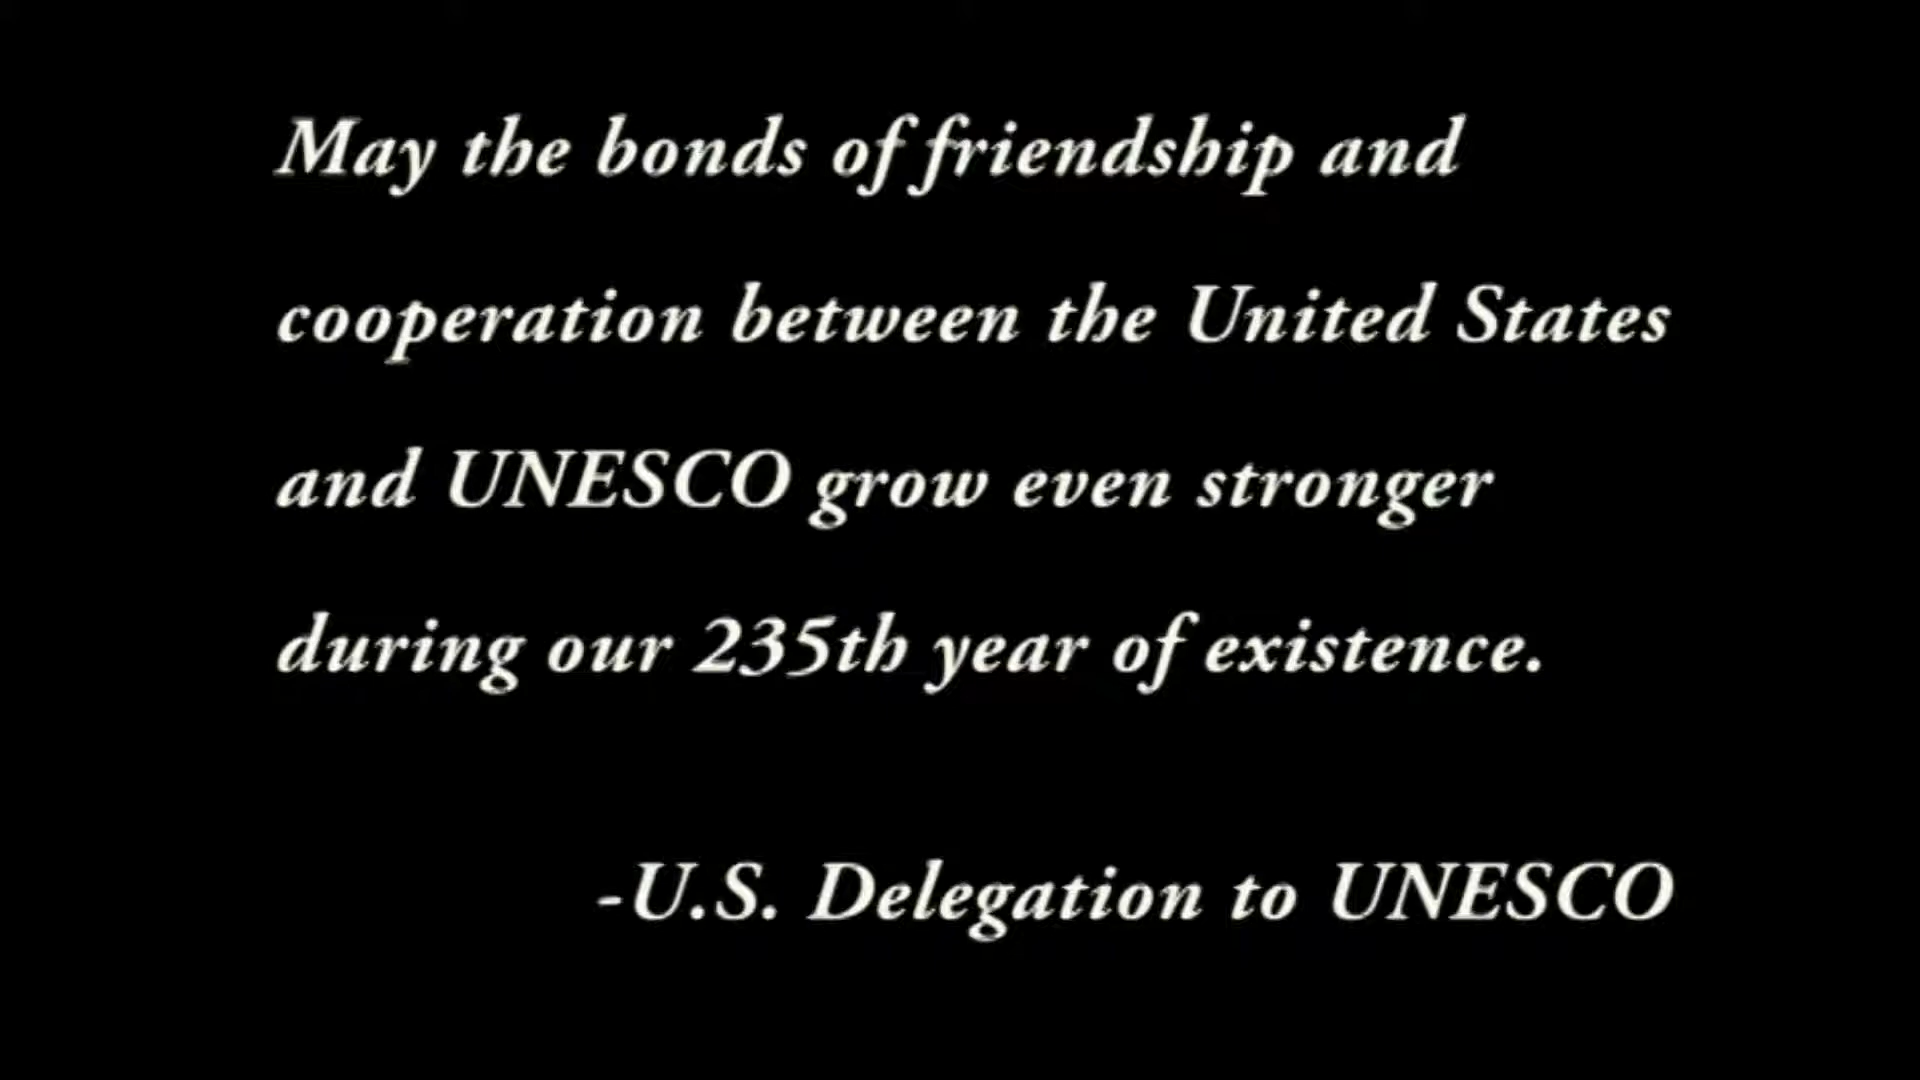 May the bonds of friendship and
cooperation between the United States
and UNESCO grow even stronger
during our 235th year of existence.
-U.S. Delegation to UNESCO